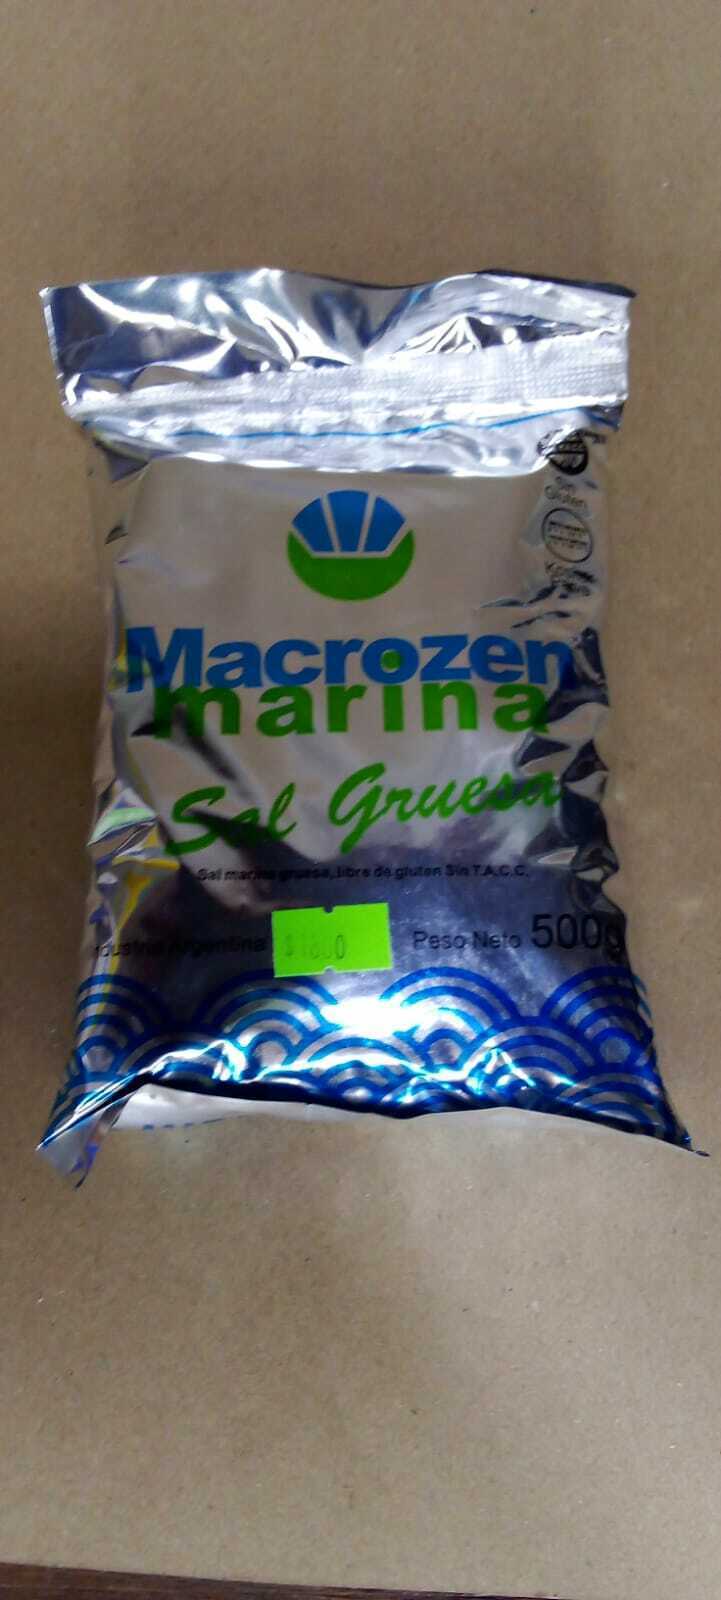 Sin
Gluten
Macrozen
marina
Sal Gruesa
Sal marina gruesa, libre de gluten Sin T.A.C.C.
Industria Argentina
Peso Neto 500g